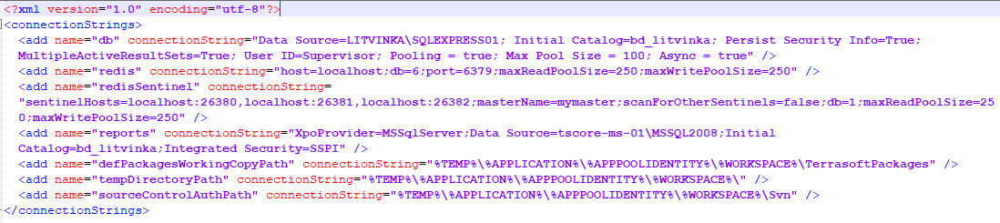 <?xml version="1.0" encoding="utf-8"?>
<connectionStrings>
<add name="db" connectionString="Data Source=LITVINKA\SQLEXPRESS01; Initial Catalog=bd_litvinka; Persist Security Info=True;
MultipleActiveResultSets=True; User ID=Supervisor; Pooling = true; Max Pool Size = 100; Async = true" />
<add name="redis" connectionString="host=localhost;db=6;port=6379;maxReadPoolSize=250;maxWritePoolSize=250" />
<add name="redisSentinel" connectionString=
"sentinelHosts=localhost:26380,localhost:26381,localhost:26382;masterName=mymaster;scanForOtherSentinels=false;db=1;maxReadPoolSize=25
0;maxWritePoolSize=250" />
<add name="reports" connectionString="XpoProvider=MSSqlServer;Data Source=tscore-ms-01\MSSQL2008;Initial
Catalog=bd_litvinka;Integrated Security=SSPI" />
<add name="defPackagesWorkingCopyPath" connectionString="%TEMP%\%APPLICATION%\%APPPOOLIDENTITY%\%WORKSPACE%\TerrasoftPackages" />
<add name="tempDirectoryPath" connectionString="%TEMP%\%APPLICATION%\%APPPOOLIDENTITY%\%WORKSPACE%\" />
<add name="sourceControlAuthPath" connectionString="%TEMP%\%APPLICATION%\%APPPOOLIDENTITY%\%WORKSPACE%\Svn" />
</connectionStrings>